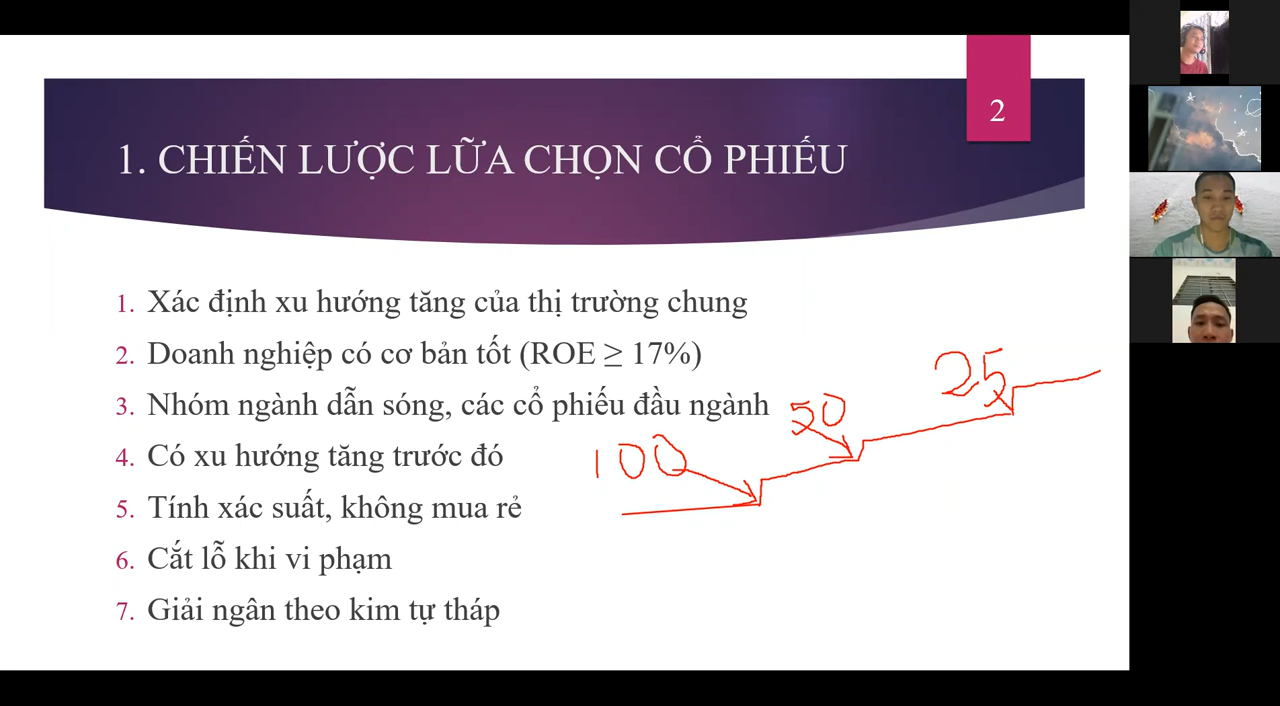 2
1. CHIẾN LƯỢC LỮA CHỌN CỔ PHIẾU
1. Xác định xu hướng tăng của thị trường chung
2. Doanh nghiệp có cơ bản tốt (ROE ≥ 17%)
3. Nhóm ngành dẫn sóng, các cổ phiếu đầu ngành
4. Có xu hướng tăng trước đó
5. Tính xác suất, không mua rẻ
6. Cắt lỗ khi vi phạm
7. Giải ngân theo kim tự tháp
25
50
100